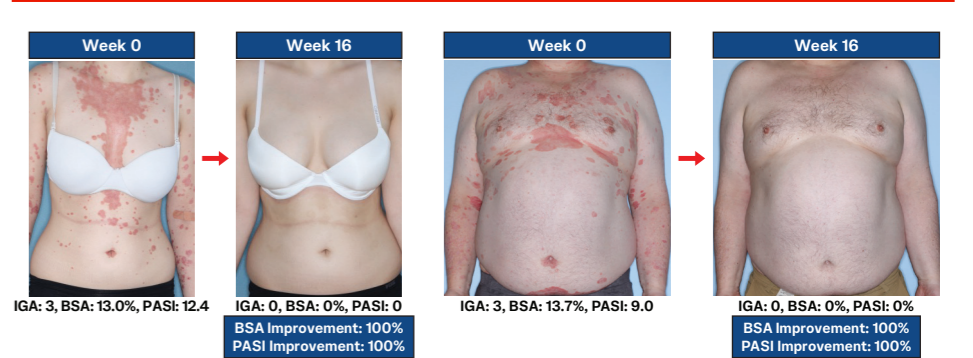 Week 0
Week 16
Week 0
Week 16
IGA: 3, BSA: 13.0%, PASI: 12.4
IGA: 0, BSA: 0%, PASI: 0
IGA: 3, BSA: 13.7%, PASI: 9.0
IGA: 0, BSA: 0%, PASI: 0%
BSA Improvement: 100%
PASI Improvement: 100%
BSA Improvement: 100%
PASI Improvement: 100%